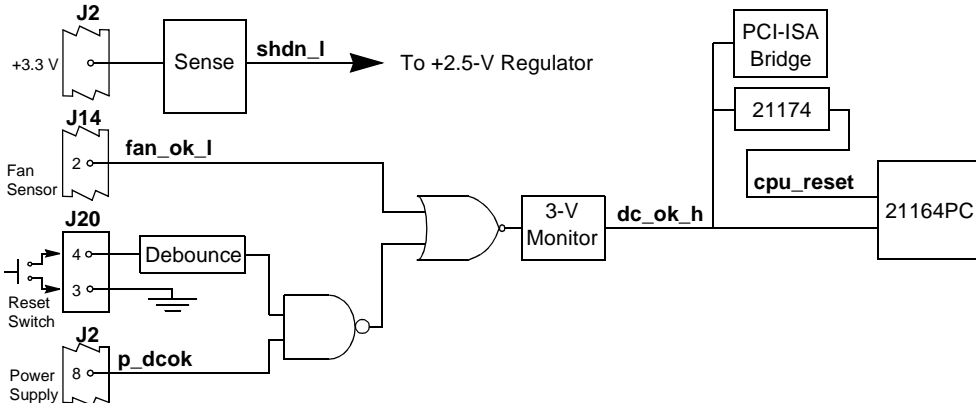 J2
+3.3 V
Sense
shdn_l
To +2.5-V Regulator
PCI-ISA
Bridge
21174
J14
2
fan_ok_l
Fan
Sensor
cpu_reset
21164PC
3-V
Monitor
dc_ok_h
J20
4
3
Debounce
Reset
Switch
J2
8
p_dcok
Power
Supply